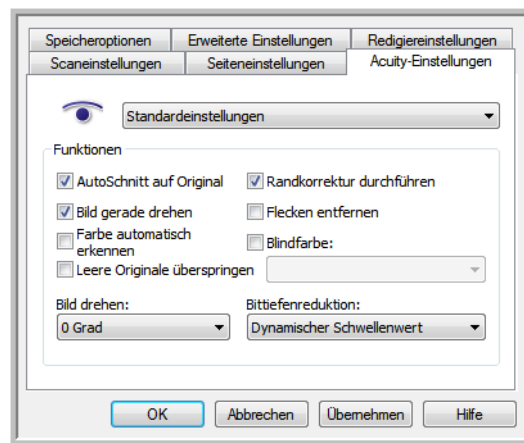 Speicheroptionen Erweiterte Einstellungen Redigiereinstellungen
Scaneinstellungen Seiteneinstellungen Acuity-Einstellungen
Standardeinstellungen
Funktionen
AutoSchnitt auf Original Randkorrektur durchführen
Bild gerade drehen Flecken entfernen
Farbe automatisch
erkennen Blindfarbe:
Leere Originale überspringen
Bild drehen: Bittiefenreduktion:
0 Grad Dynamischer Schwellenwert
OK Abbrechen Übernehmen Hilfe